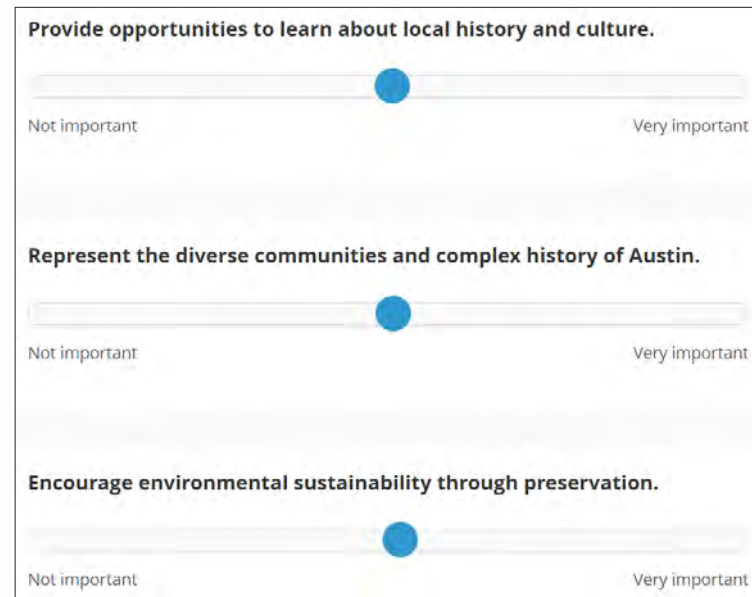 Provide opportunities to learn about local history and culture.
Not important
Very important
Represent the diverse communities and complex history of Austin.
Not important
Very important
Encourage environmental sustainability through preservation.
Not important
Very important